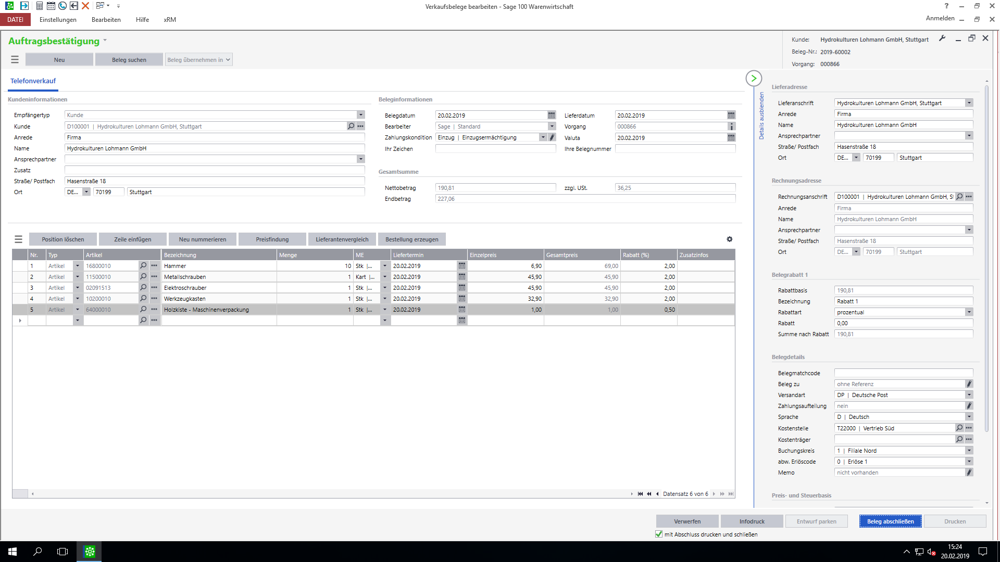 Verkaufsbelege bearbeiten - Sage 100 Warenwirtschaft
DATEI Einstellungen Bearbeiten Hilfe xRM Anmelden
Auftragsbestätigung
Kunde: Hydrokulturen Lohmann GmbH, Stuttgart
Beleg-Nr.: 2019-60002
Vorgang: 000866
Neu Beleg suchen Beleg übernehmen in
Telefonverkauf
Kundeninformationen
Empfängertyp Kunde
Kunde D100001 | Hydrokulturen Lohmann GmbH, Stuttgart
Anrede Firma
Name Hydrokulturen Lohmann GmbH
Ansprechpartner
Zusatz
Straße/ Postfach Hasenstraße 18
Ort DE... 70199 Stuttgart
Beleginformationen
Belegdatum 20.02.2019 Lieferdatum 20.02.2019
Bearbeiter Sage | Standard Vorgang 000866
Zahlungskondition Einzug | Einzugsermächtigung Valuta 20.02.2019
Ihr Zeichen Ihre Belegnummer
Gesamtsumme
Nettobetrag 190,81 zzgl. USt. 36,25
Endbetrag 227,06
Position löschen Zeile einfügen Neu nummerieren Preisfindung Lieferantenvergleich Bestellung erzeugen
Nr. Typ Artikel Bezeichnung Menge ME Liefertermin Einzelpreis Gesamtpreis Rabatt (%) Zusatzinfos
1 Artikel 16800010 Hammer 10 Stk |... 20.02.2019 6,90 69,00 2,00
2 Artikel 11500010 Metallschrauben 1 Kart |... 20.02.2019 45,90 45,90 2,00
3 Artikel 02091513 Elektroschrauber 1 Stk |... 20.02.2019 45,90 45,90 2,00
4 Artikel 10200010 Werkzeugkasten 1 Stk |... 20.02.2019 32,90 32,90 2,00
5 Artikel 64000010 Holzkiste - Maschinenverpackung 1 Stk |... 20.02.2019 1,00 1,00 0,50
Datensatz 6 von 6
Details ausblenden
Lieferadresse
Lieferanschrift Hydrokulturen Lohmann GmbH, Stuttgart
Anrede Firma
Name Hydrokulturen Lohmann GmbH
Ansprechpartner
Straße/ Postfach Hasenstraße 18
Ort DE... 70199 Stuttgart
Rechnungsadresse
Rechnungsanschrift D100001 | Hydrokulturen Lohmann GmbH, St
Anrede Firma
Name Hydrokulturen Lohmann GmbH
Ansprechpartner
Straße/ Postfach Hasenstraße 18
Ort DE... 70199 Stuttgart
Belegrabatt 1
Rabattbasis 190,81
Bezeichnung Rabatt 1
Rabattart prozentual
Rabatt 0,00
Summe nach Rabatt 190,81
Belegdetails
Belegmatchcode
Beleg zu ohne Referenz
Versandart DP | Deutsche Post
Zahlungsaufteilung nein
Sprache D | Deutsch
Kostenstelle T22000 | Vertrieb Süd
Kostenträger
Buchungskreis 1 | Filiale Nord
abw. Erlöscode 0 | Erlöse 1
Memo nicht vorhanden
Preis- und Steuerbasis
Verwerfen Infodruck Entwurf parken Beleg abschließen Drucken
mit Abschluss drucken und schließen
15:24
20.02.2019